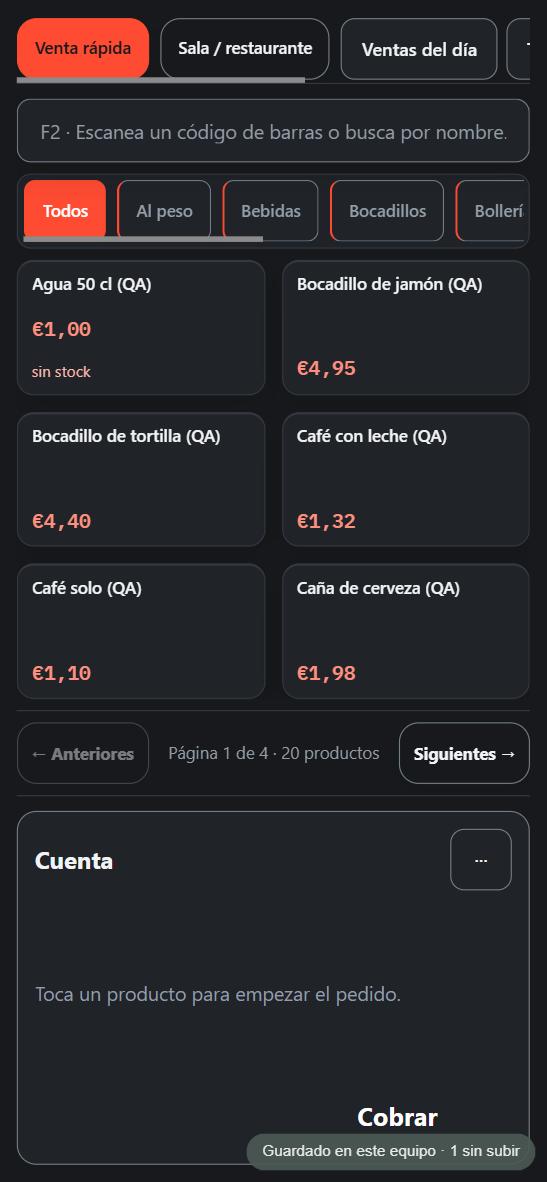 Venta rápida
Sala / restaurante
Ventas del día
F2 · Escanea un código de barras o busca por nombre.
Todos
Al peso
Bebidas
Bocadillos
Bollerí
Agua 50 cl (QA)
€1,00
sin stock
Bocadillo de jamón (QA)
€4,95
Bocadillo de tortilla (QA)
€4,40
Café con leche (QA)
€1,32
Café solo (QA)
€1,10
Caña de cerveza (QA)
€1,98
← Anteriores
Página 1 de 4 · 20 productos
Siguientes →
Cuenta
...
Toca un producto para empezar el pedido.
Cobrar
Guardado en este equipo · 1 sin subir